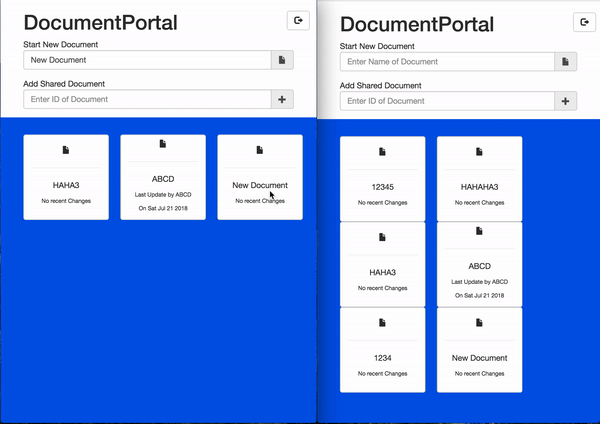 DocumentPortal
Start New Document
New Document
Add Shared Document
Enter ID of Document
HAHA3
No recent Changes
ABCD
Last Update by ABCD
On Sat Jul 21 2018
New Document
No recent Changes
DocumentPortal
Start New Document
Enter Name of Document
Add Shared Document
Enter ID of Document
12345
No recent Changes
HAHAHA3
No recent Changes
HAHA3
No recent Changes
ABCD
Last Update by ABCD
On Sat Jul 21 2018
1234
No recent Changes
New Document
No recent Changes